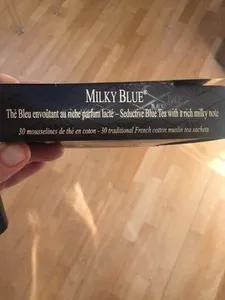 MILKY BLUE®
Thé Bleu envoûtant au riche parfum lacté - Seductive Blue Tea with a rich milky note
30 mousselines de thé en coton - 30 traditional French cotton muslin tea sachets